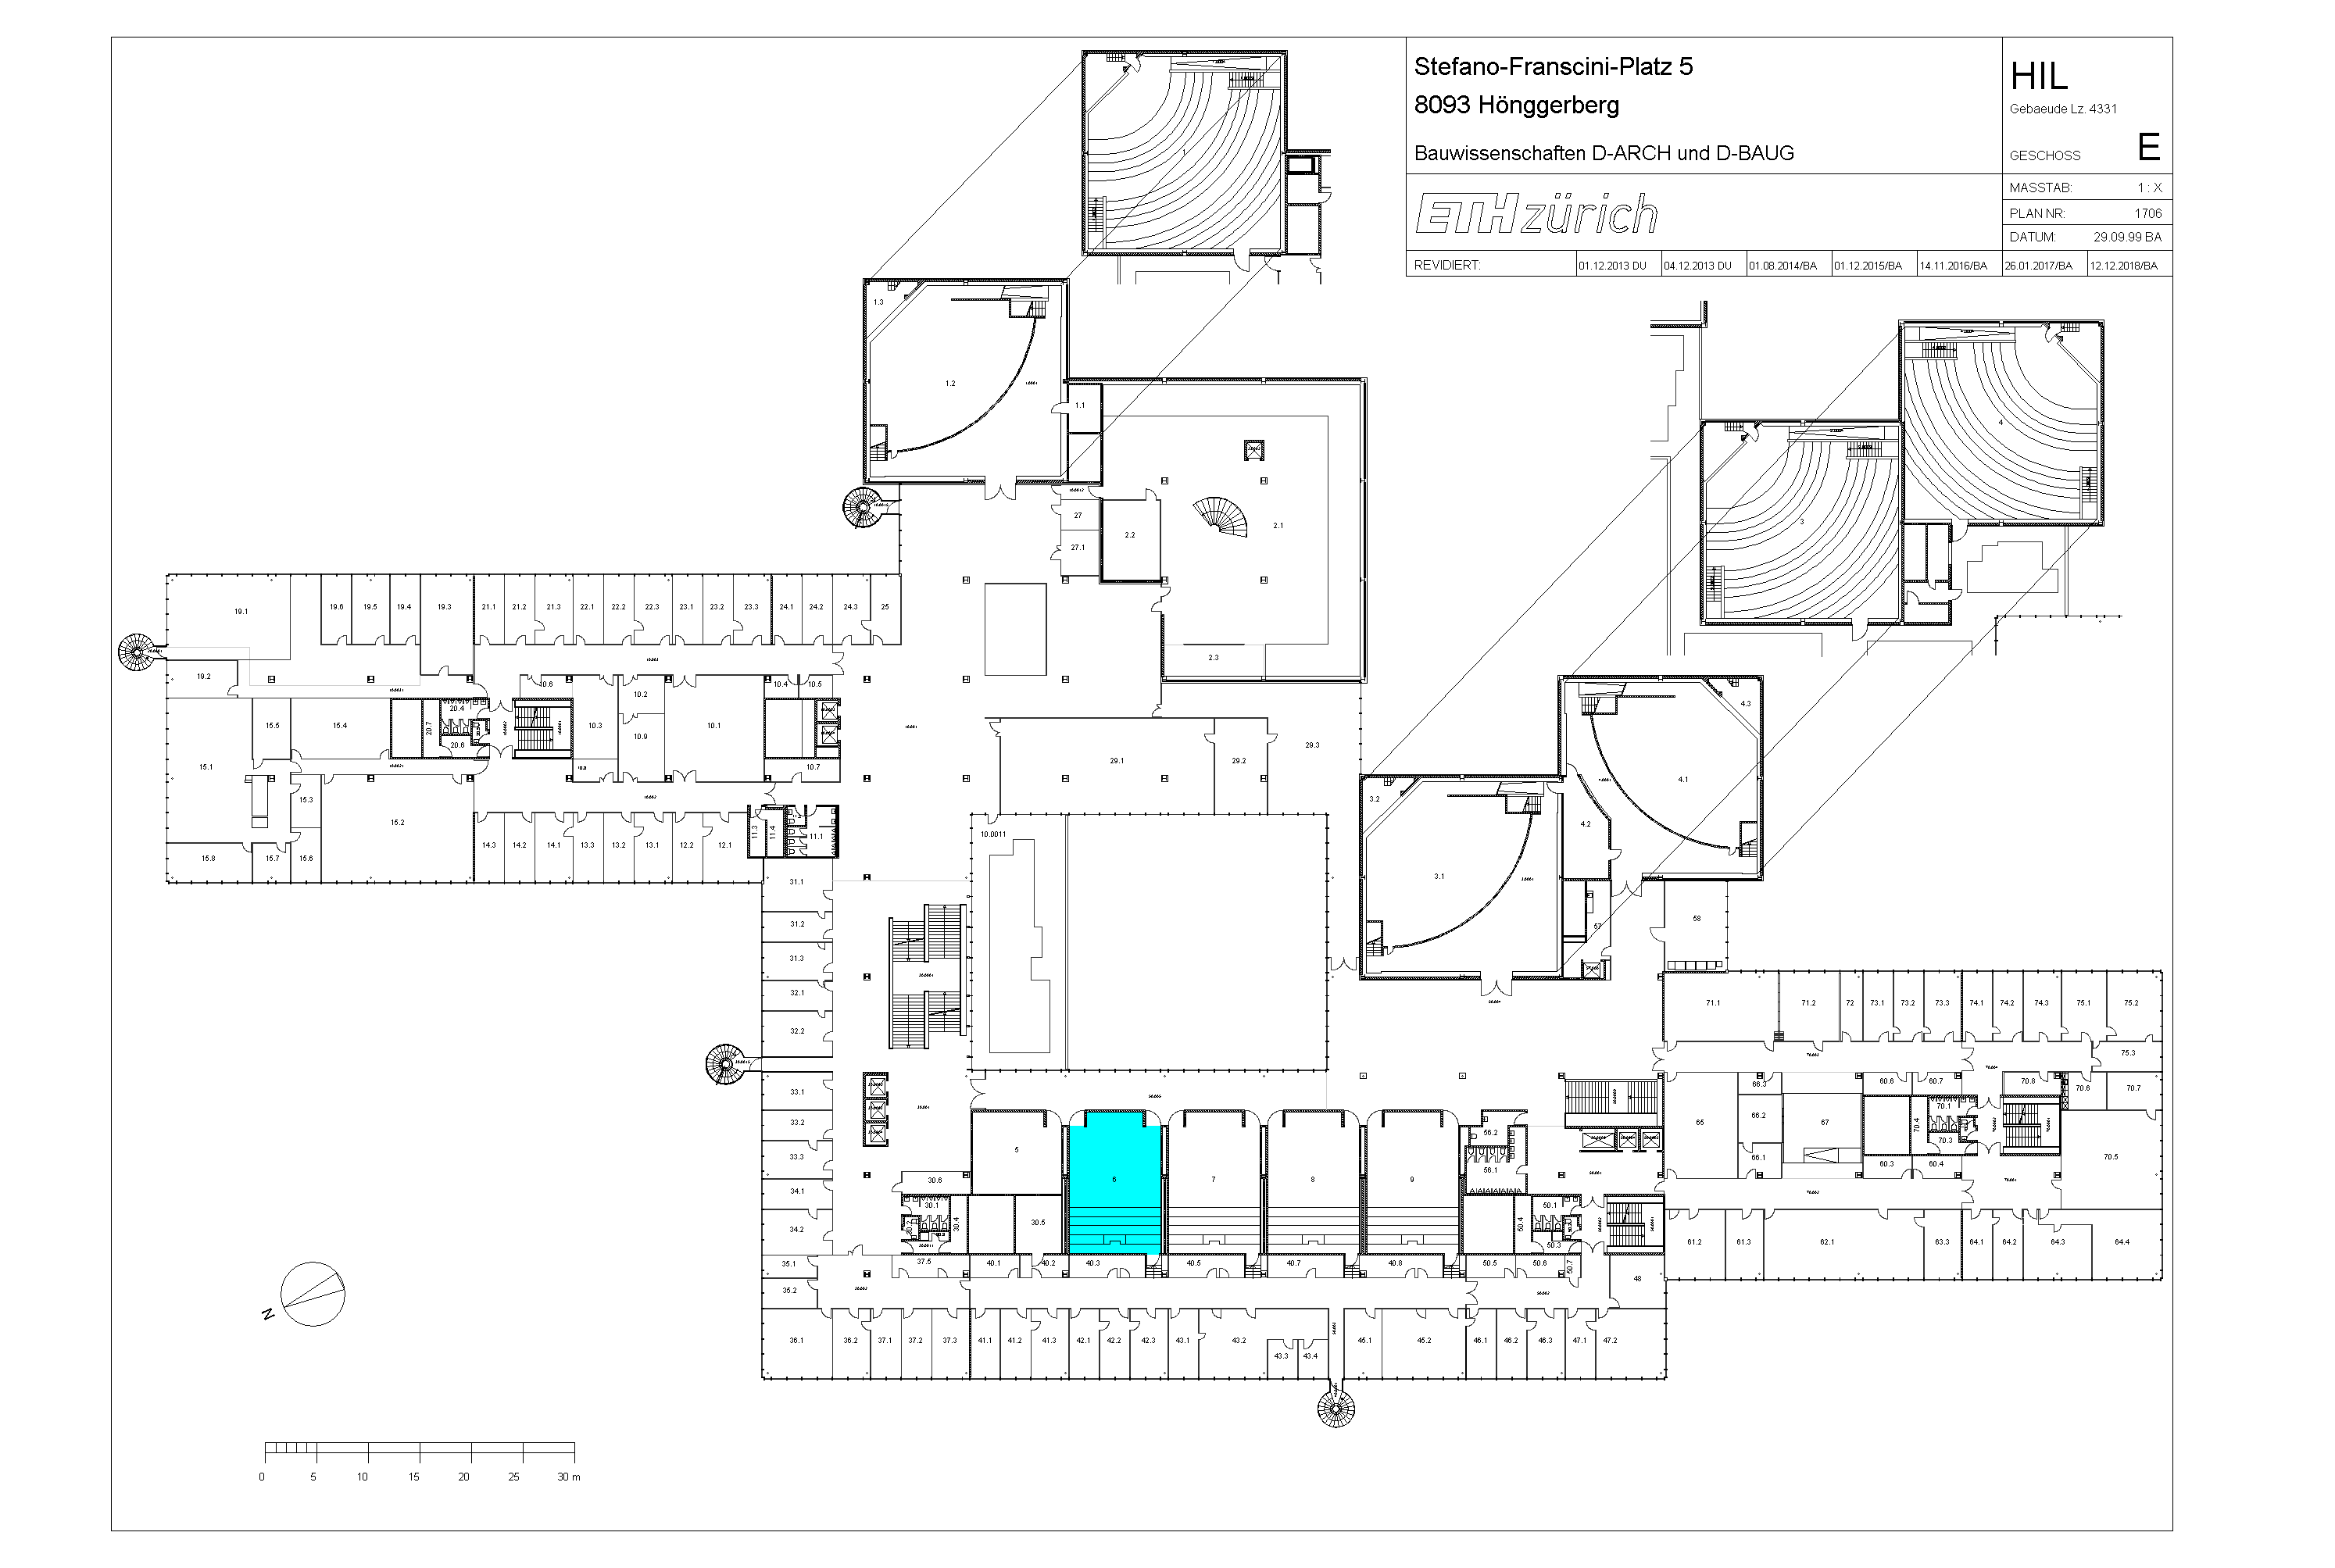 Stefano-Franscini-Platz 5
8093 Hönggerberg
Bauwissenschaften D-ARCH und D-BAUG
HIL
Gebaeude Lz. 4331
GESCHOSS E
ETH zürich
MASSTAB: 1 : X
PLAN NR: 1706
DATUM: 29.09.99 BA
REVIDIERT: 01.12.2013 DU 04.12.2013 DU 01.08.2014/BA 01.12.2015/BA 14.11.2016/BA 26.01.2017/BA 12.12.2018/BA
1
1.3
1.2
1.1
4
3
27
27.1
2.2
2.1
2.3
19.1 19.6 19.5 19.4 19.3 21.1 21.2 21.3 22.1 22.2 22.3 23.1 23.2 23.3 24.1 24.2 24.3 25
19.2
10.6 10.2 10.4 10.5
15.5 15.4 20.7 20.4 20.6 10.3 10.9 10.1
15.1 10.7
29.1 29.2 29.3
15.3 15.2
15.8 15.7 15.6 14.3 14.2 14.1 13.3 13.2 13.1 12.2 12.1 11.3 11.4 11.1
10.0011
4.3
4.1
3.2
4.2
3.1
57
58
31.1
31.2
31.3
32.1
32.2
33.1
33.2
33.3
34.1
34.2
35.1
35.2
71.1 71.2 72 73.1 73.2 73.3 74.1 74.2 74.3 75.1 75.2
75.3
66.3 60.6 60.7 70.8 70.6 70.7
65 66.2 67 70.4 70.1 70.3
66.1 60.3 60.4 70.5
5 6 7 8 9
56.2
56.1
30.6
30.1 30.2 30.4 30.5
50.4 50.1 50.3
37.5 40.1 40.2 40.3 40.5 40.7 40.8 50.5 50.6 50.7 48
61.2 61.3 62.1 63.3 64.1 64.2 64.3 64.4
36.1 36.2 37.1 37.2 37.3 41.1 41.2 41.3 42.1 42.2 42.3 43.1 43.2 43.3 43.4 45.1 45.2 46.1 46.2 46.3 47.1 47.2
N
0 5 10 15 20 25 30 m